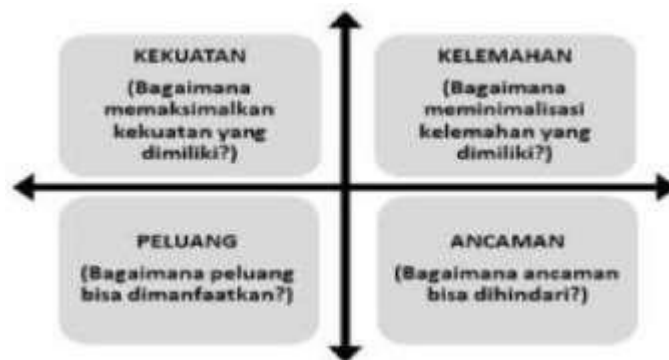 KEKUATAN
(Bagaimana
memaksimalkan
kekuatan yang
dimiliki?)
KELEMAHAN
(Bagaimana
meminimalisasi
kelemahan yang
dimiliki?)
PELUANG
(Bagaimana peluang
bisa dimanfaatkan?)
ANCAMAN
(Bagaimana ancaman
bisa dihindari?)